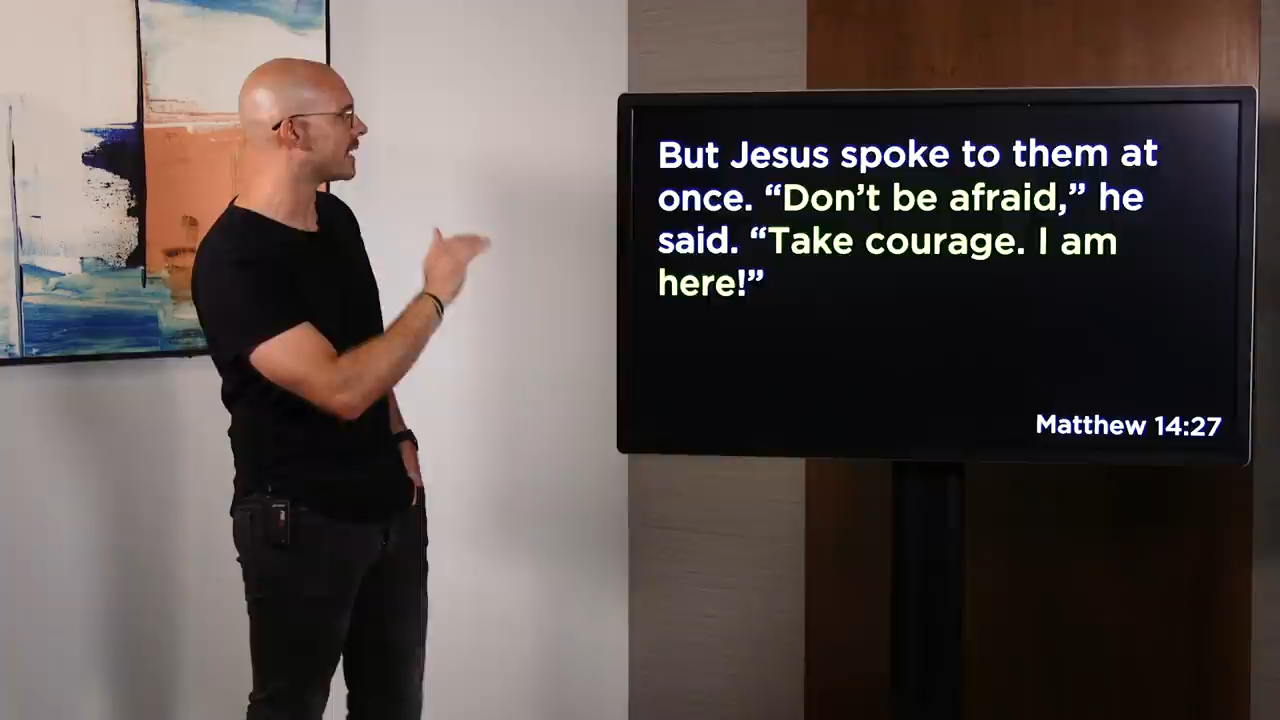 But Jesus spoke to them at
once. “Don’t be afraid,” he
said. “Take courage. I am
here!”
Matthew 14:27